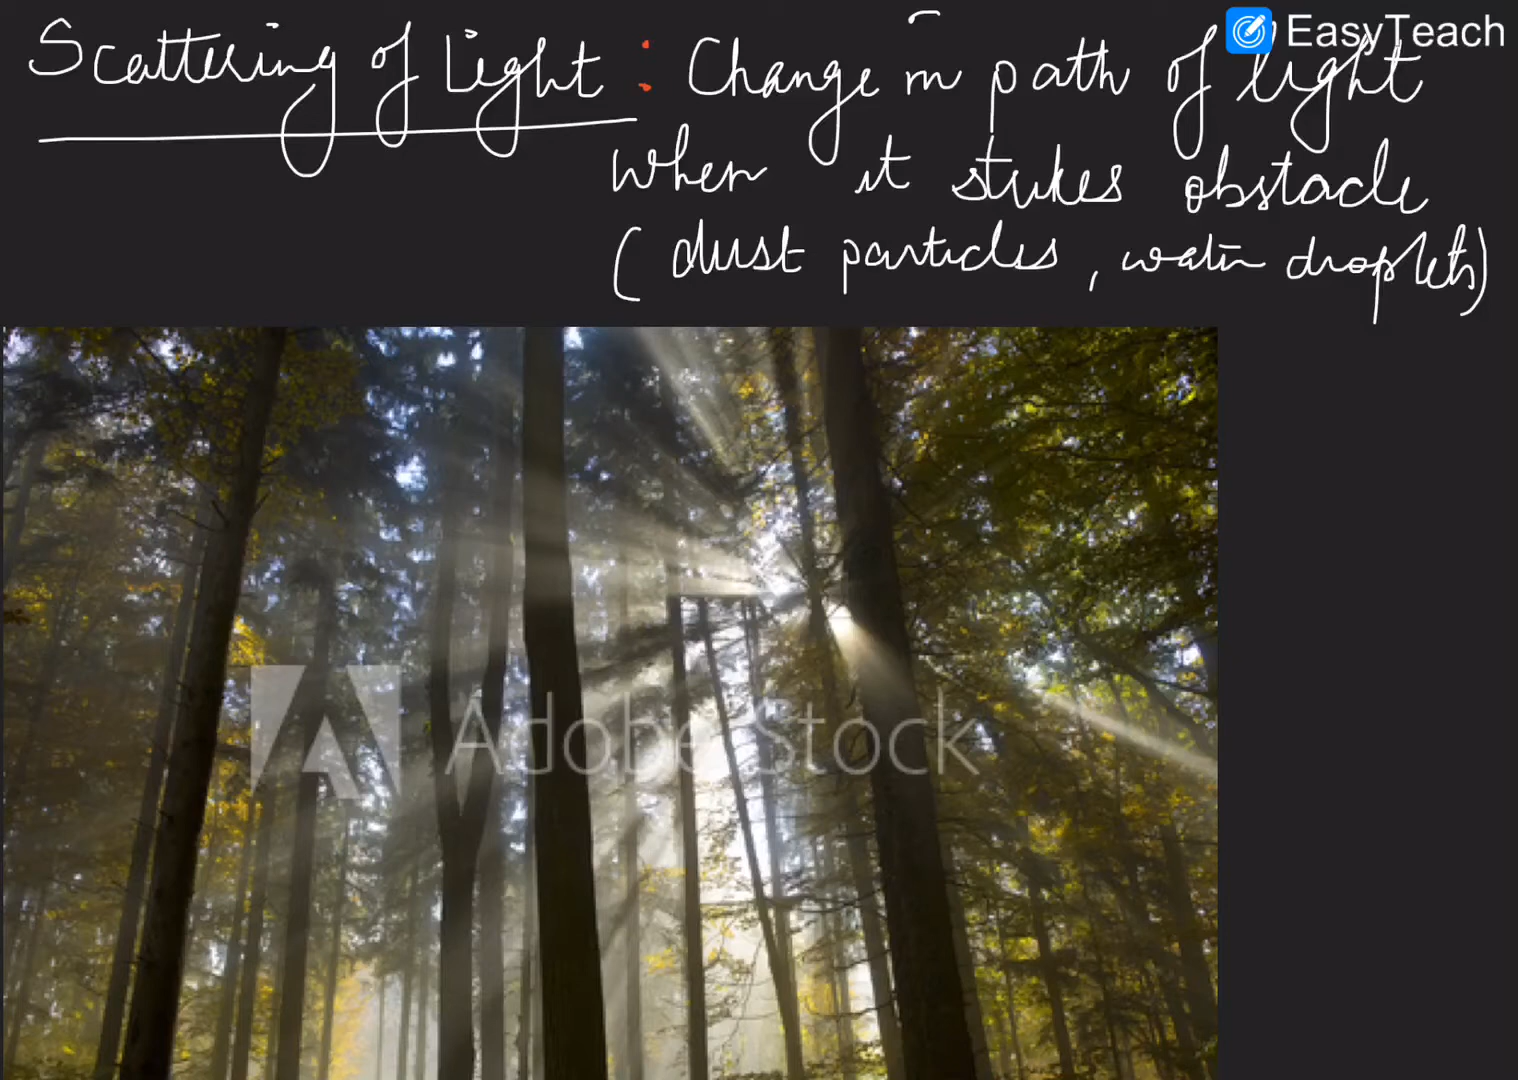 EasyTeach
Scattering of Light : Change in path of light
when it strikes obstacle
( dust particles, water droplets)
Adobe Stock